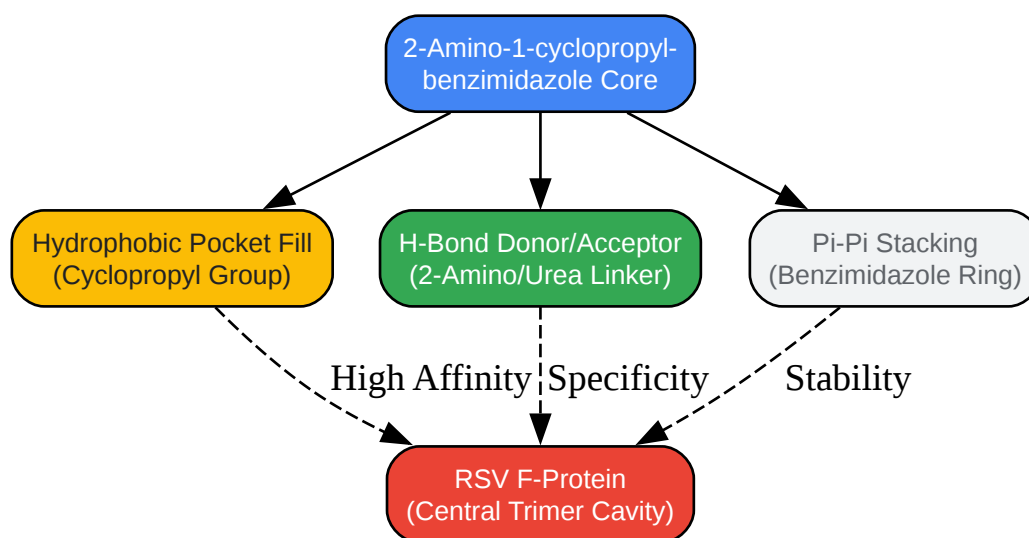 2-Amino-1-cyclopropyl-
benzimidazole Core
Hydrophobic Pocket Fill
(Cyclopropyl Group)
H-Bond Donor/Acceptor
(2-Amino/Urea Linker)
Pi-Pi Stacking
(Benzimidazole Ring)
High Affinity
Specificity
Stability
RSV F-Protein
(Central Trimer Cavity)